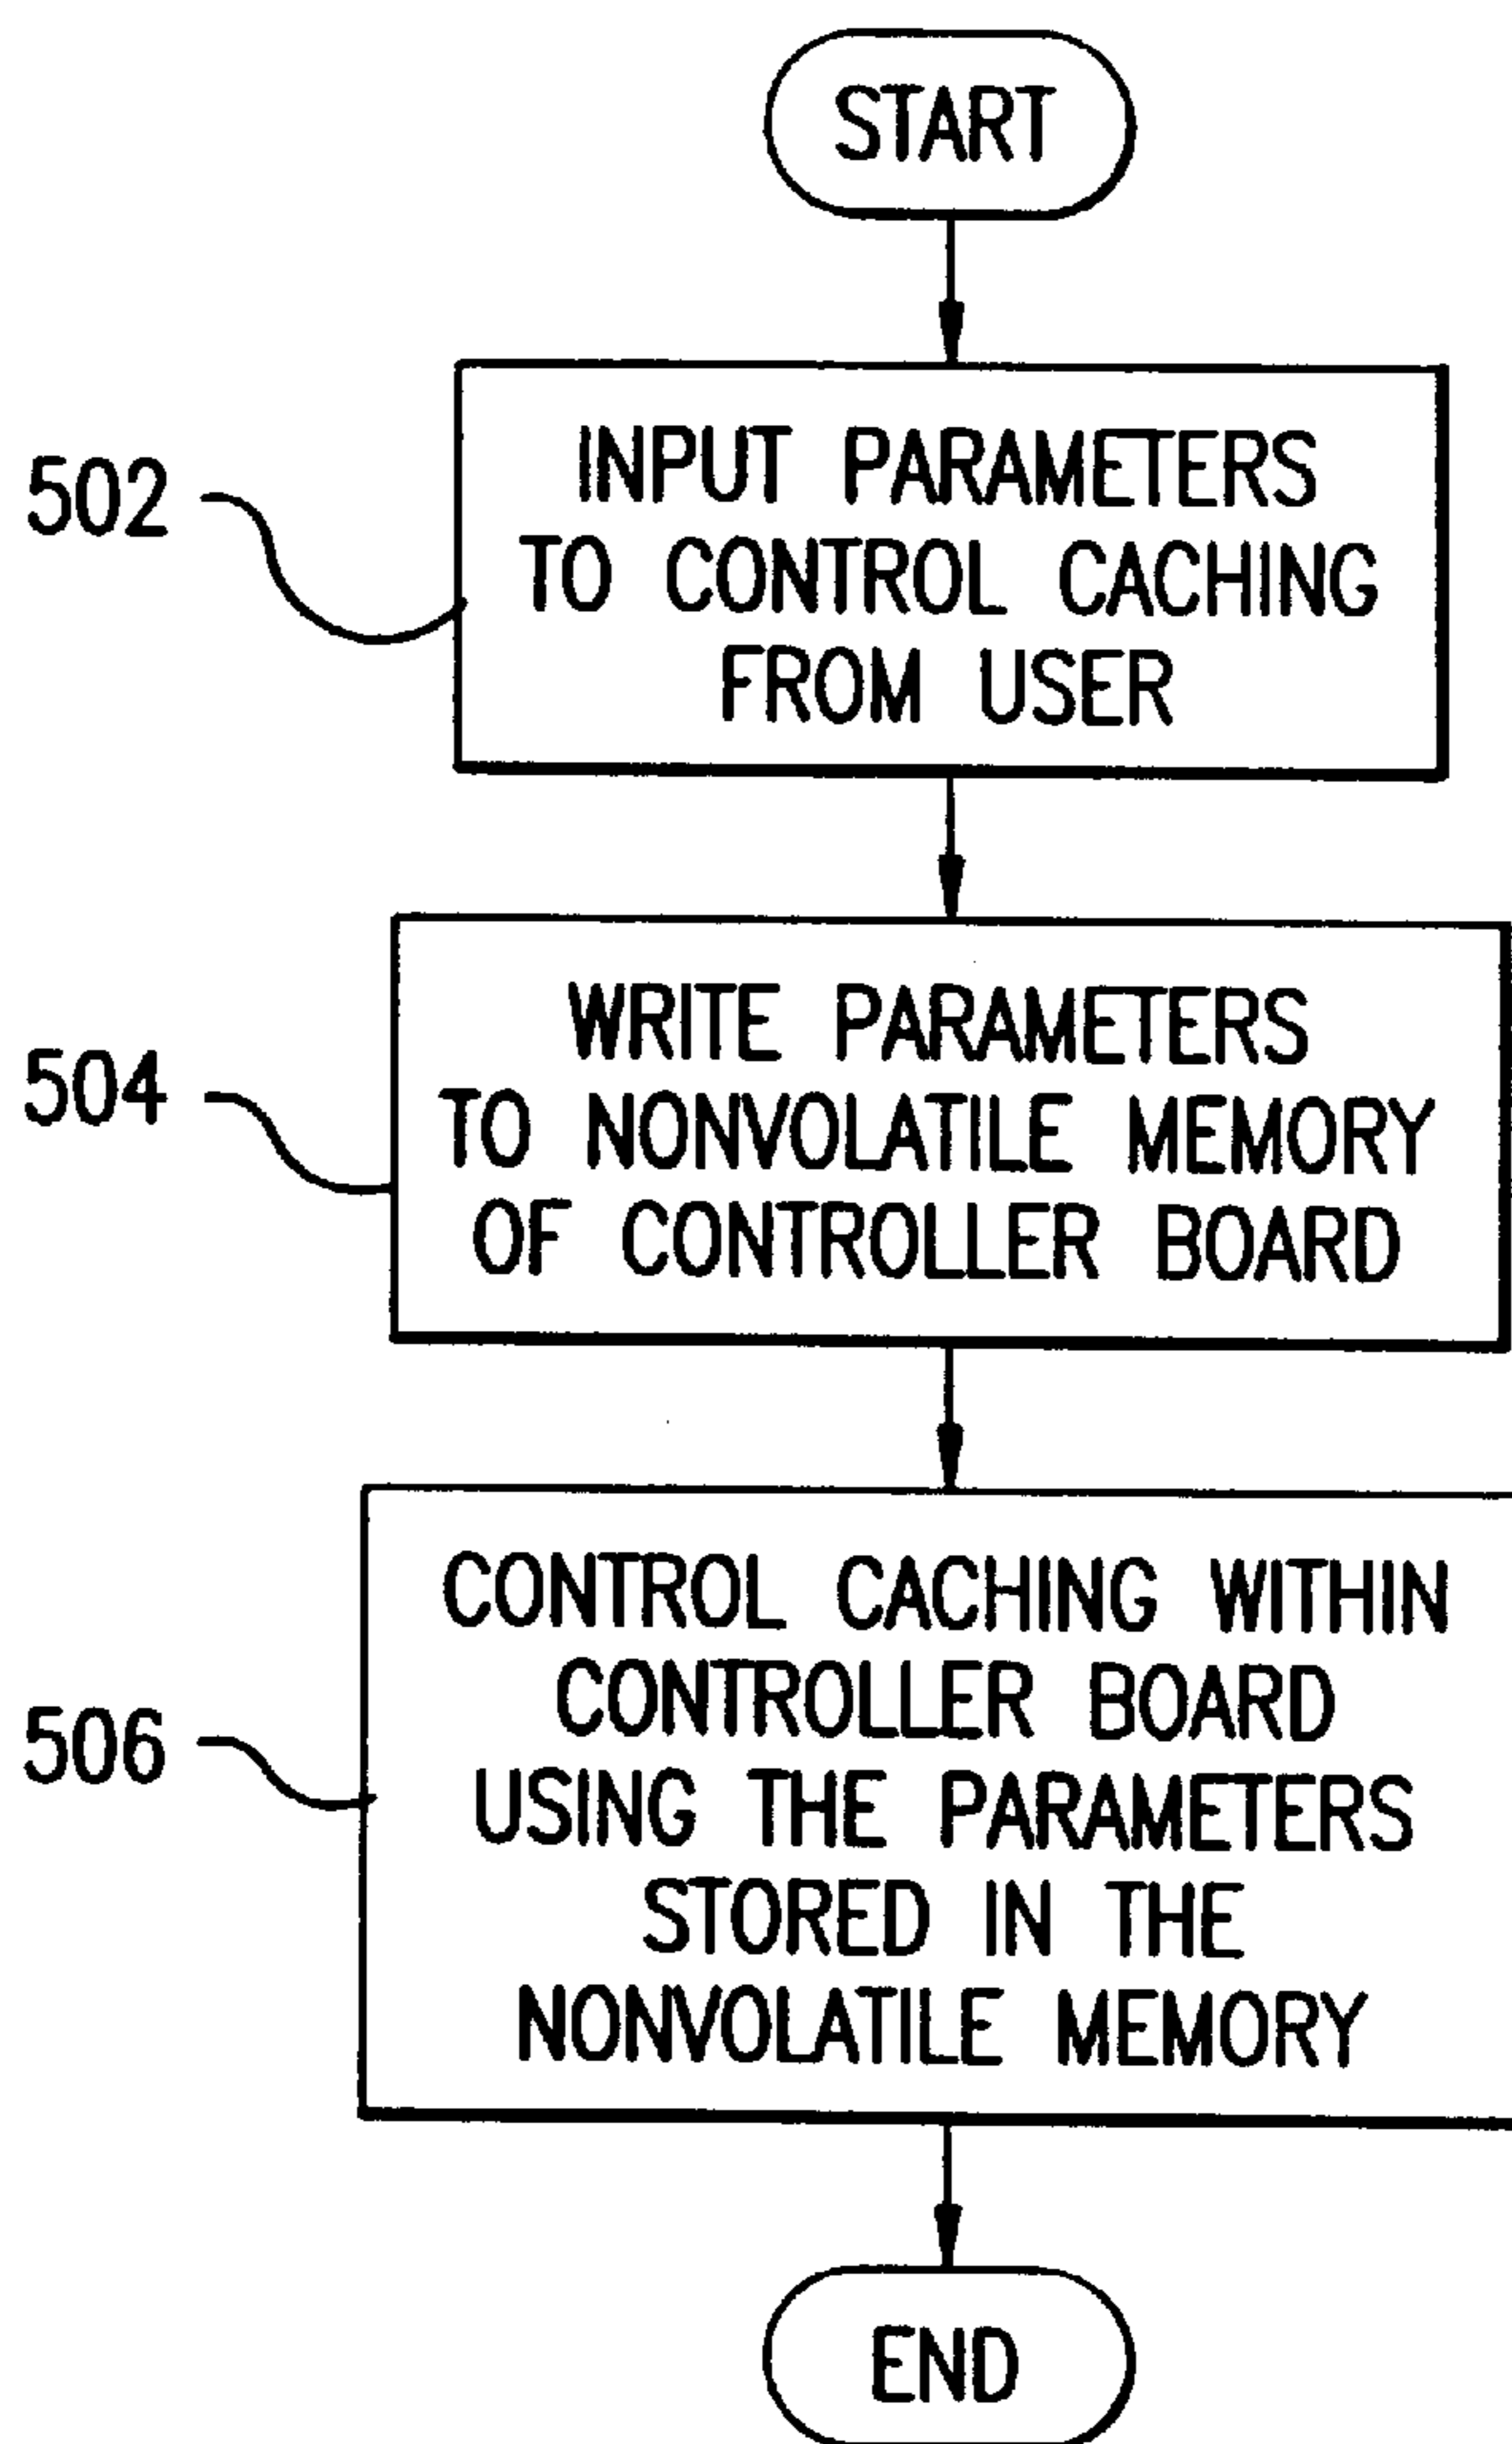 START
502
INPUT PARAMETERS
TO CONTROL CACHING
FROM USER
504
WRITE PARAMETERS
TO NONVOLATILE MEMORY
OF CONTROLLER BOARD
506
CONTROL CACHING WITHIN
CONTROLLER BOARD
USING THE PARAMETERS
STORED IN THE
NONVOLATILE MEMORY
END